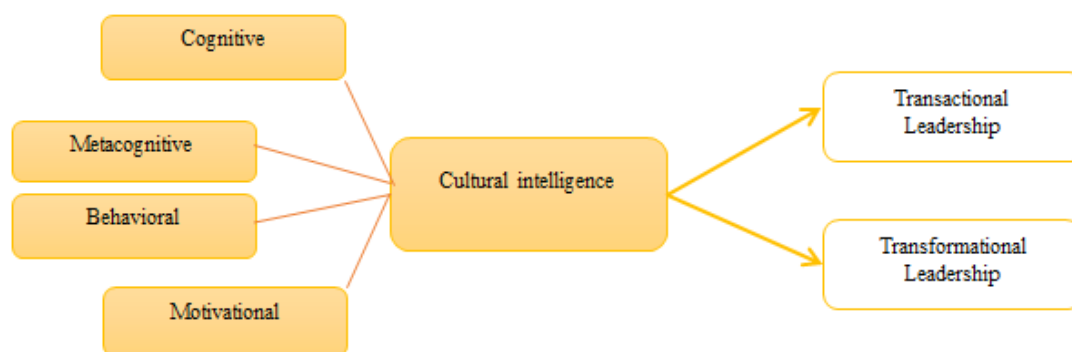 Cognitive
Metacognitive
Behavioral
Motivational
Cultural intelligence
Transactional
Leadership
Transformational
Leadership